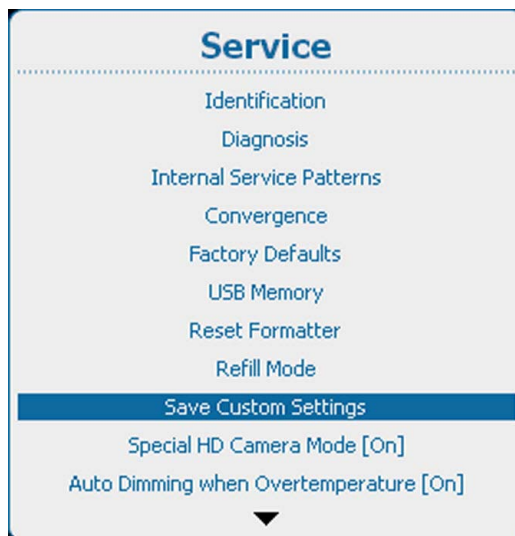 Service
Identification
Diagnosis
Internal Service Patterns
Convergence
Factory Defaults
USB Memory
Reset Formatter
Refill Mode
Save Custom Settings
Special HD Camera Mode [On]
Auto Dimming when Overtemperature [On]